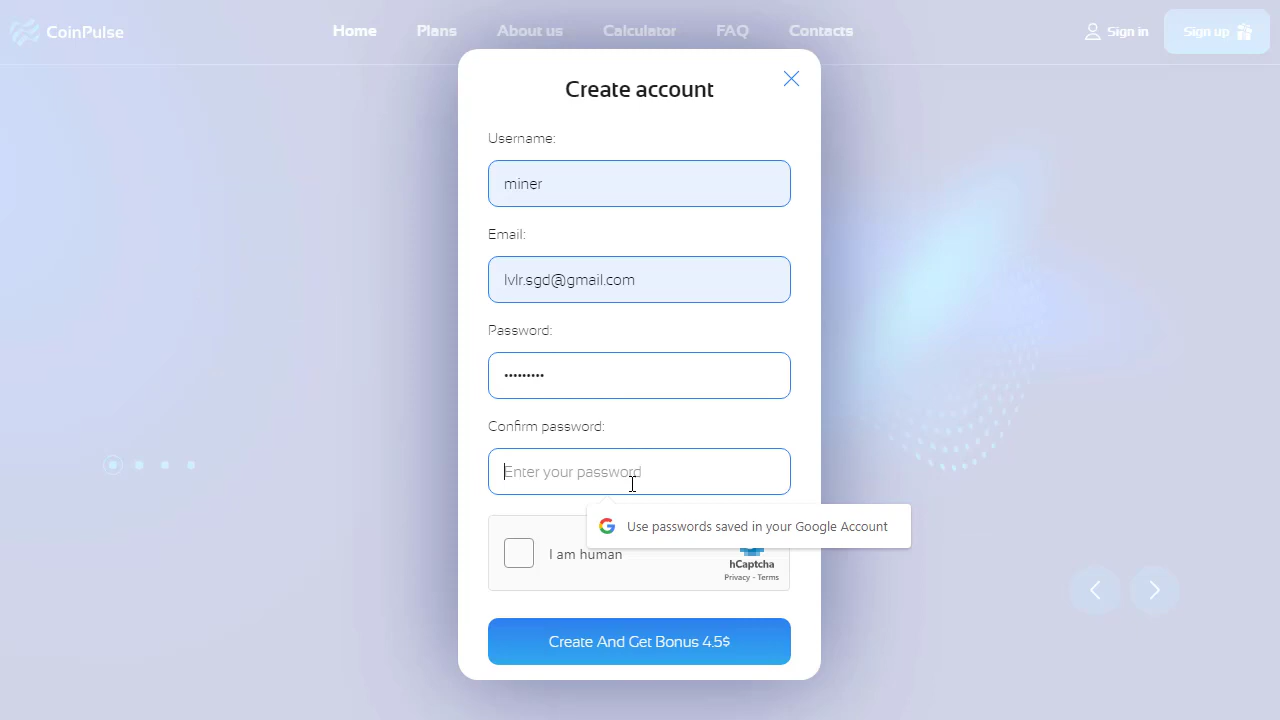 CoinPulse
Home Plans About us Calculator FAQ Contacts
Sign in
Sign up
Create account
Username:
miner
Email:
lvlr.sgd@gmail.com
Password:
•••••••••
Confirm password:
Enter your password
Use passwords saved in your Google Account
I am human
hCaptcha
Privacy - Terms
Create And Get Bonus 4.5$